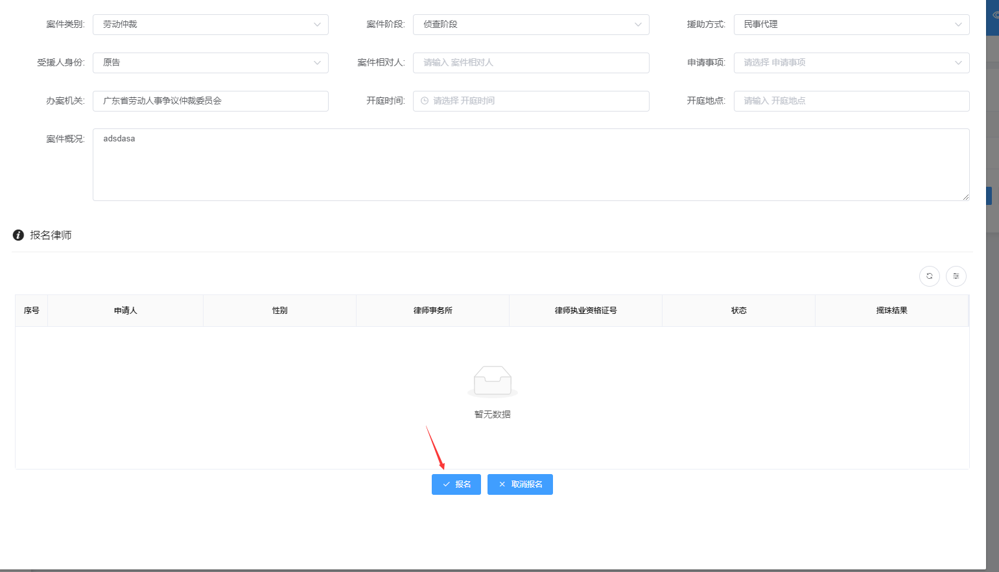 案件类别: 劳动仲裁 案件阶段: 侦查阶段 援助方式: 民事代理
受援人身份: 原告 案件相对人: 请输入 案件相对人 申请事项: 请选择 申请事项
办案机关: 广东省劳动人事争议仲裁委员会 开庭时间: 请选择 开庭时间 开庭地点: 请输入 开庭地点
案件概况: adsdasa
报名律师
序号 申请人 性别 律师事务所 律师执业资格证号 状态 摇珠结果
暂无数据
报名 取消报名